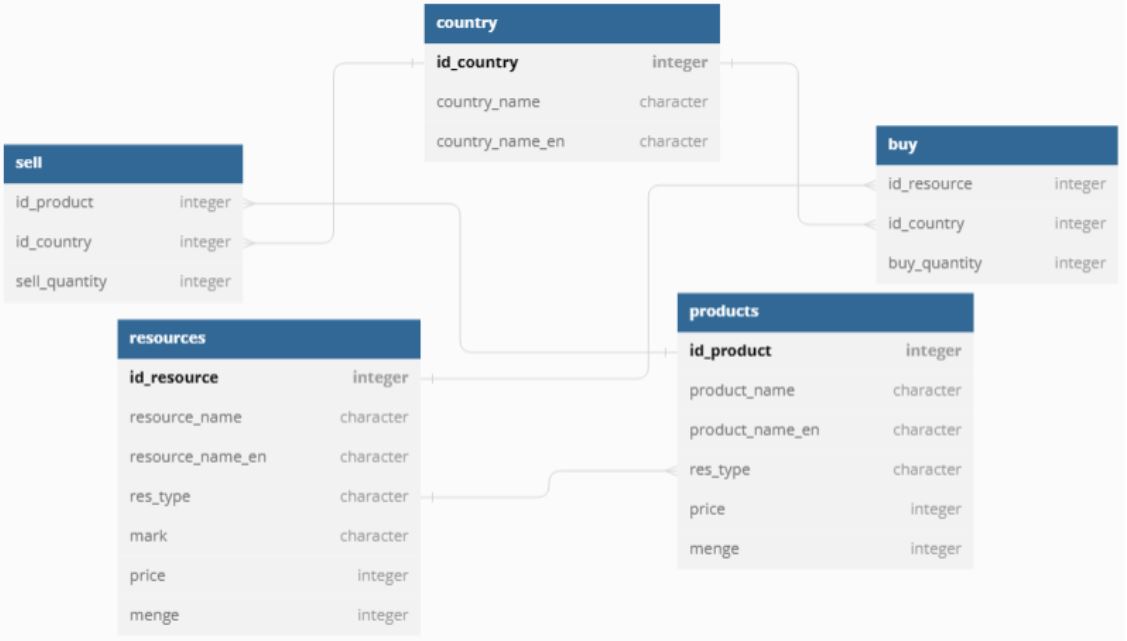 country
id_country integer
country_name character
country_name_en character
sell
id_product integer
id_country integer
sell_quantity integer
buy
id_resource integer
id_country integer
buy_quantity integer
resources
id_resource integer
resource_name character
resource_name_en character
res_type character
mark character
price integer
menge integer
products
id_product integer
product_name character
product_name_en character
res_type character
price integer
menge integer